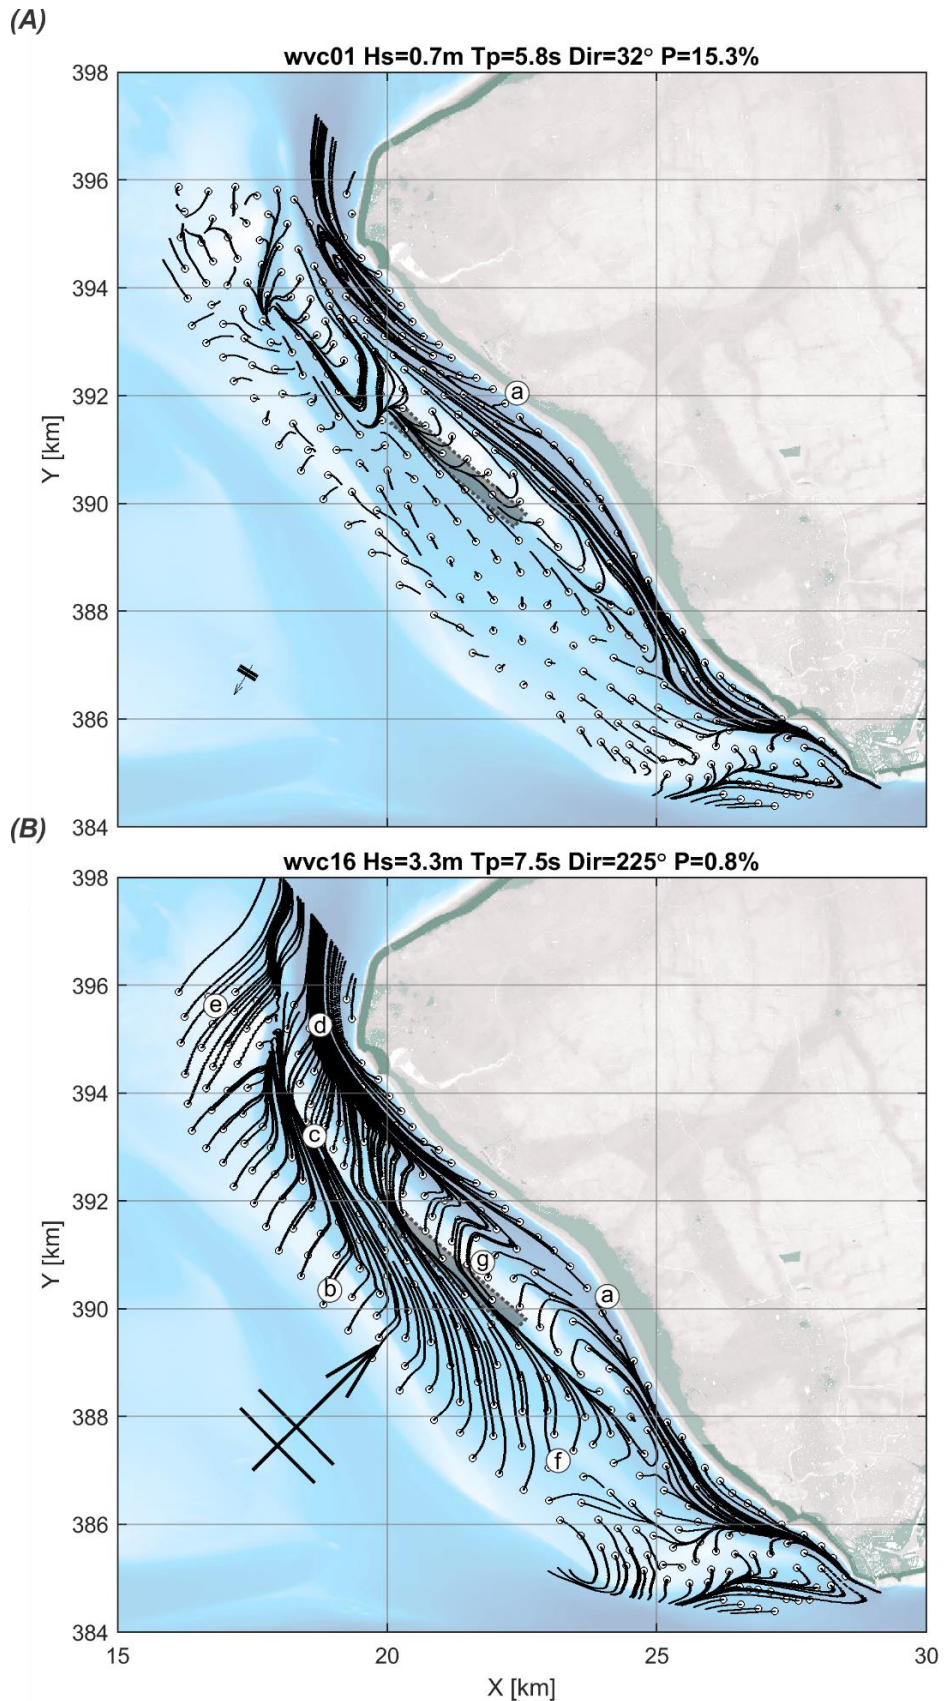 (A)
wvc01 Hs=0.7m Tp=5.8s Dir=32° P=15.3%
398
396
394
392
390
388
386
384
Y [km]
a
(B)
wvc16 Hs=3.3m Tp=7.5s Dir=225° P=0.8%
398
396
394
392
390
388
386
384
Y [km]
e
d
c
g
b
a
f
15
20
25
30
X [km]